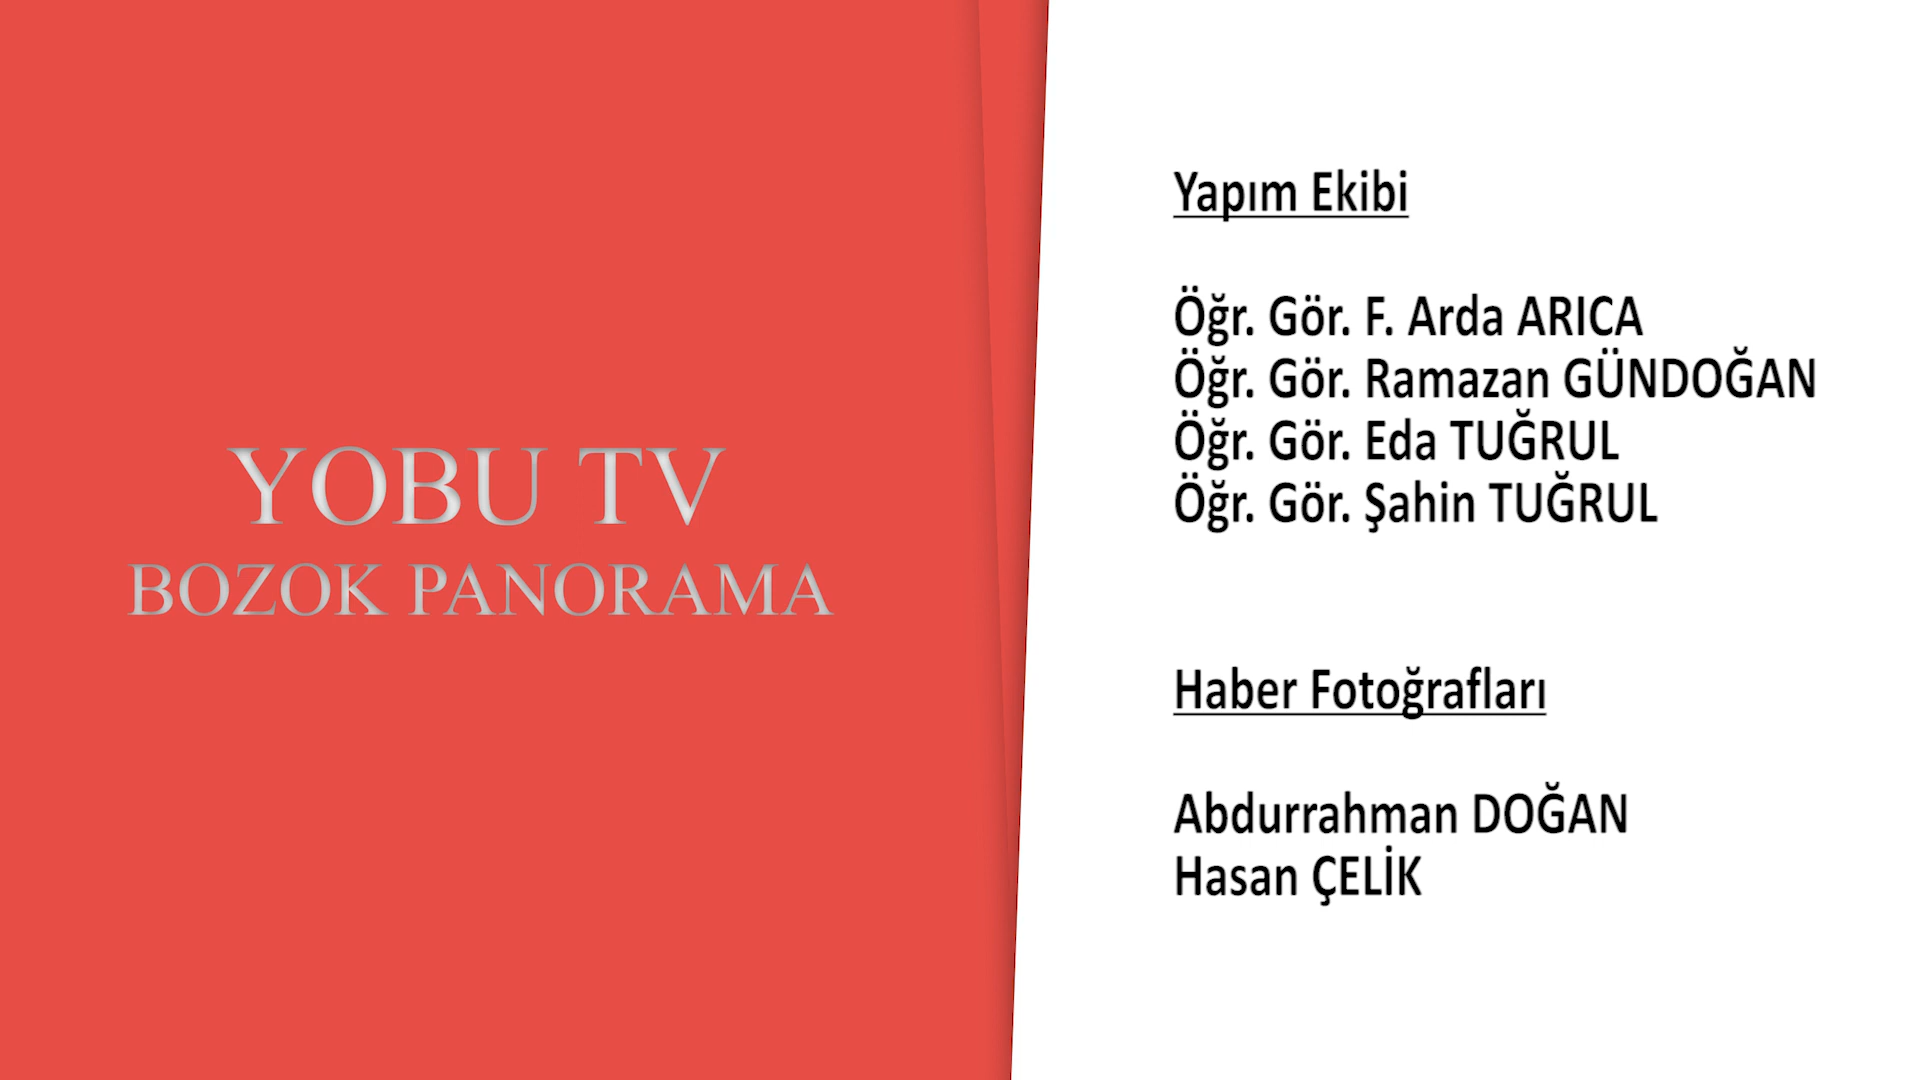 YOBU TV
BOZOK PANORAMA
Yapım Ekibi
Öğr. Gör. F. Arda ARICA
Öğr. Gör. Ramazan GÜNDOĞAN
Öğr. Gör. Eda TUĞRUL
Öğr. Gör. Şahin TUĞRUL
Haber Fotoğrafları
Abdurrahman DOĞAN
Hasan ÇELİK